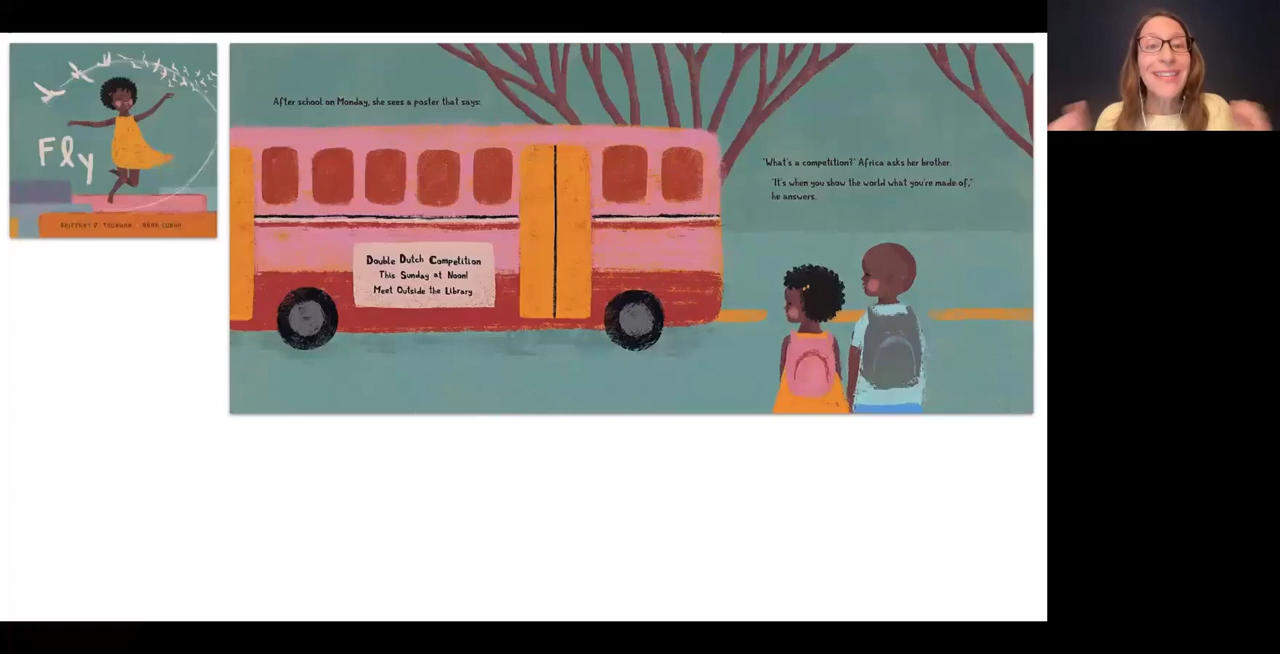 Fly
BRITTANY J. THURMAN
After school on Monday, she sees a poster that says:
Double Dutch Competition
This Sunday at Noon!
Meet Outside the Library
"What's a competition?" Africa asks her brother.
"It's when you show the world what you're made of,"
he answers.